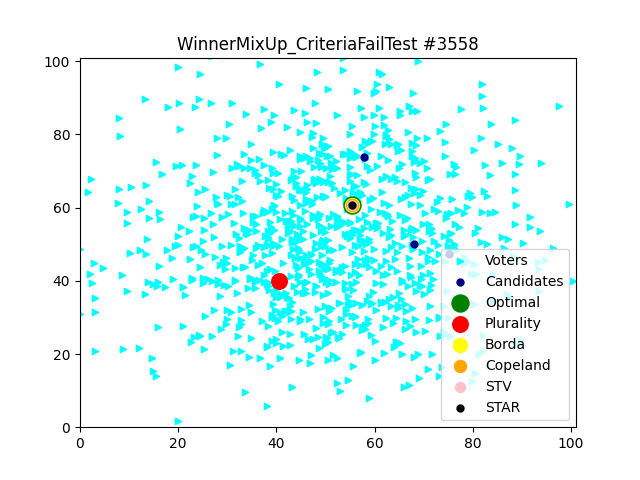 WinnerMixUp_CriteriaFailTest #3558
100
80
60
40
20
0
0 20 40 60 80 100
Voters
Candidates
Optimal
Plurality
Borda
Copeland
STV
STAR